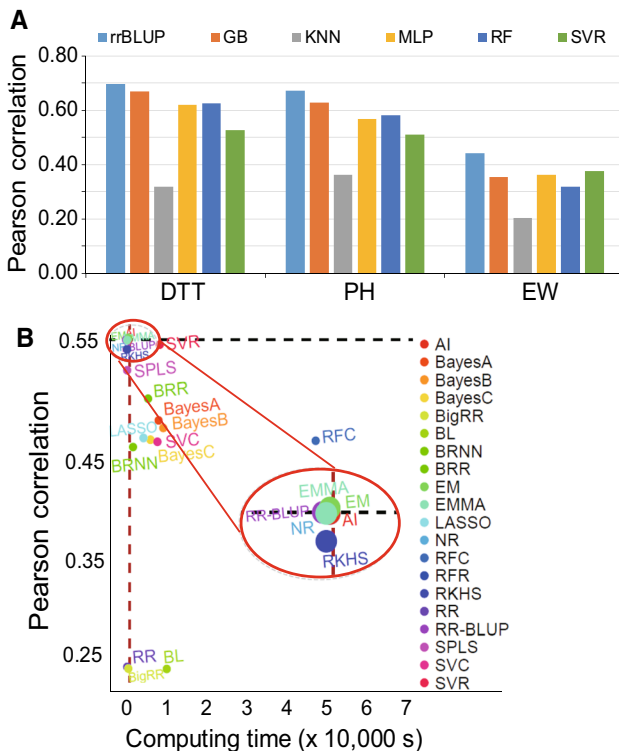 A
rrBLUP GB KNN MLP RF SVR
Pearson correlation
0.80
0.60
0.40
0.20
0.00
DTT PH EW
B
Pearson correlation
0.55
0.45
0.35
0.25
EMMA
NR
RKHS
SVR
SPLS
BRR
BayesA
BayesB
LASSO
SVC
BayesC
BRNN
RFC
EMMA
EM
RR-BLUP
AI
NR
RKHS
RR BL
BigRR
0 1 2 3 4 5 6 7
Computing time (x 10,000 s)
AI
BayesA
BayesB
BayesC
BigRR
BL
BRNN
BRR
EM
EMMA
LASSO
NR
RFC
RFR
RKHS
RR
RR-BLUP
SPLS
SVC
SVR